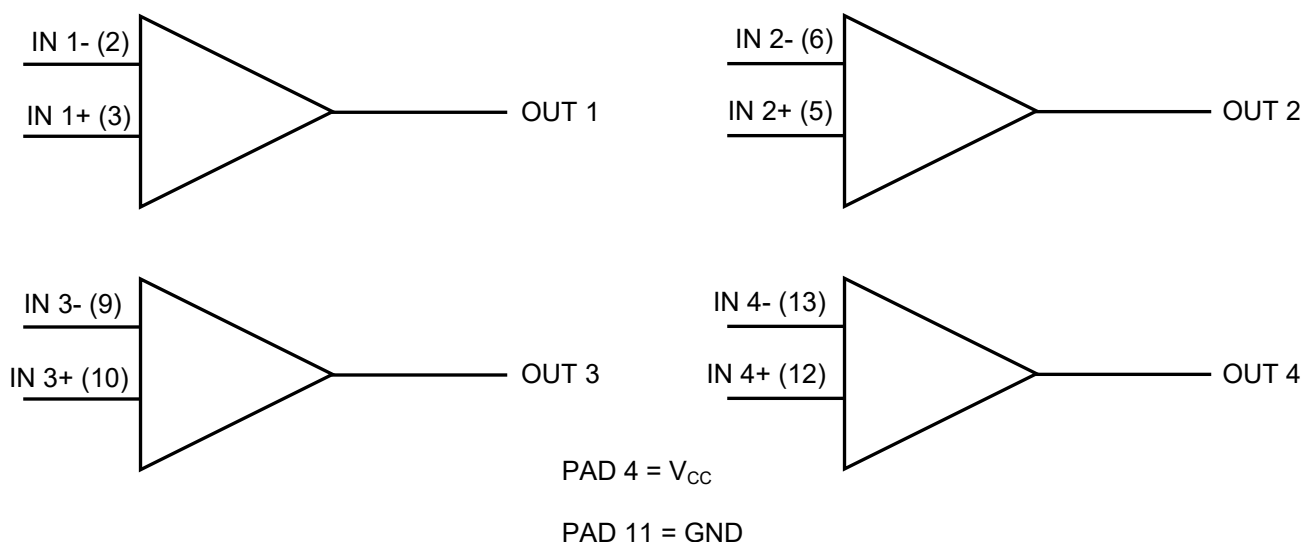 IN 1- (2)
IN 1+ (3)
OUT 1
IN 2- (6)
IN 2+ (5)
OUT 2
IN 3- (9)
IN 3+ (10)
OUT 3
IN 4- (13)
IN 4+ (12)
OUT 4
PAD 4 = VCC
PAD 11 = GND